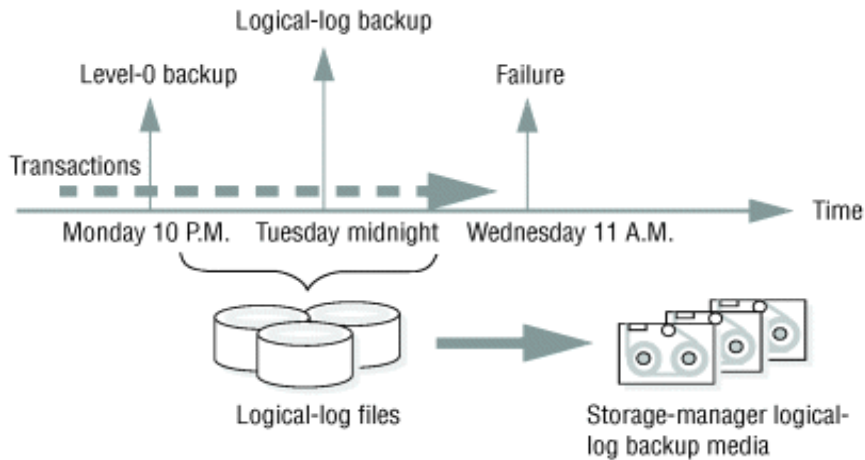 Logical-log backup
Level-0 backup
Failure
Transactions
Time
Monday 10 P.M.
Tuesday midnight
Wednesday 11 A.M.
Logical-log files
Storage-manager logical-
log backup media